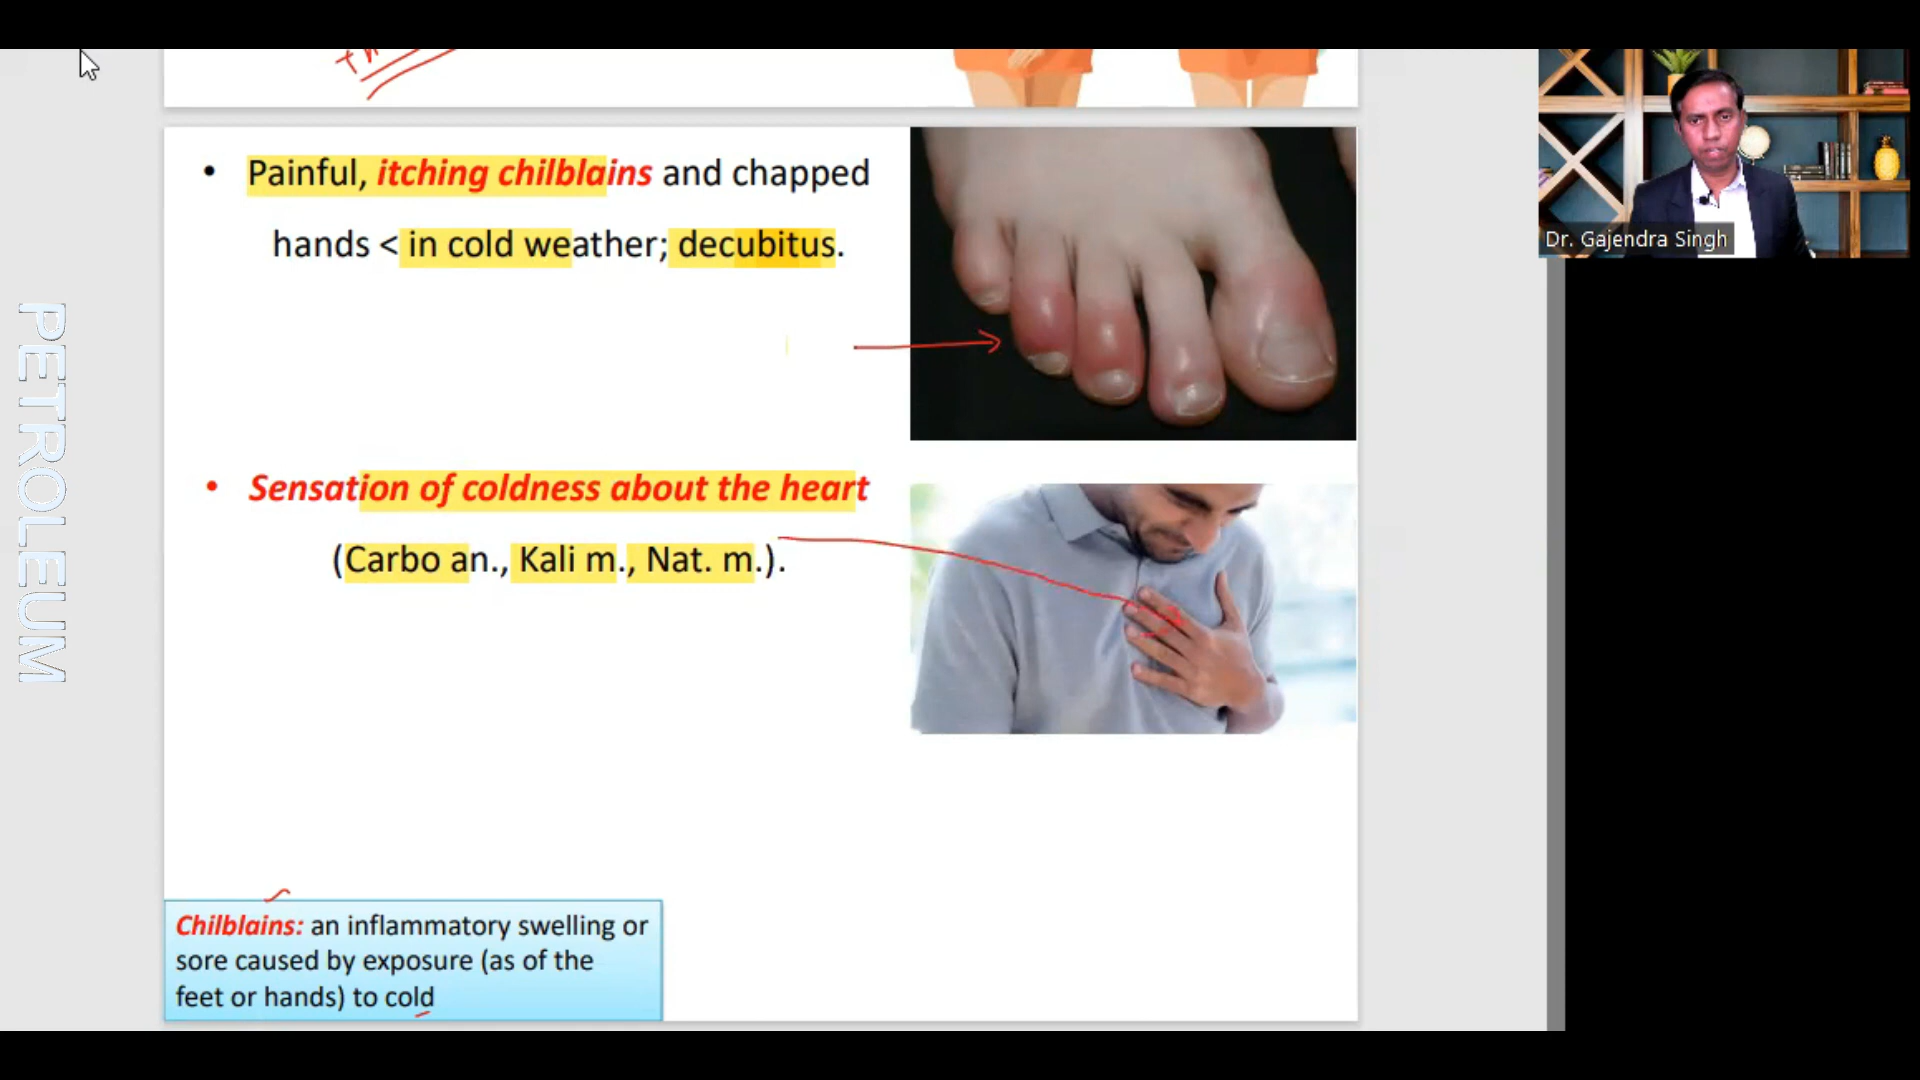 • Painful, itching chilblains and chapped
hands < in cold weather; decubitus.
• Sensation of coldness about the heart
(Carbo an., Kali m., Nat. m.).
Chilblains: an inflammatory swelling or
sore caused by exposure (as of the
feet or hands) to cold
PETROLEUM
Dr. Gajendra Singh